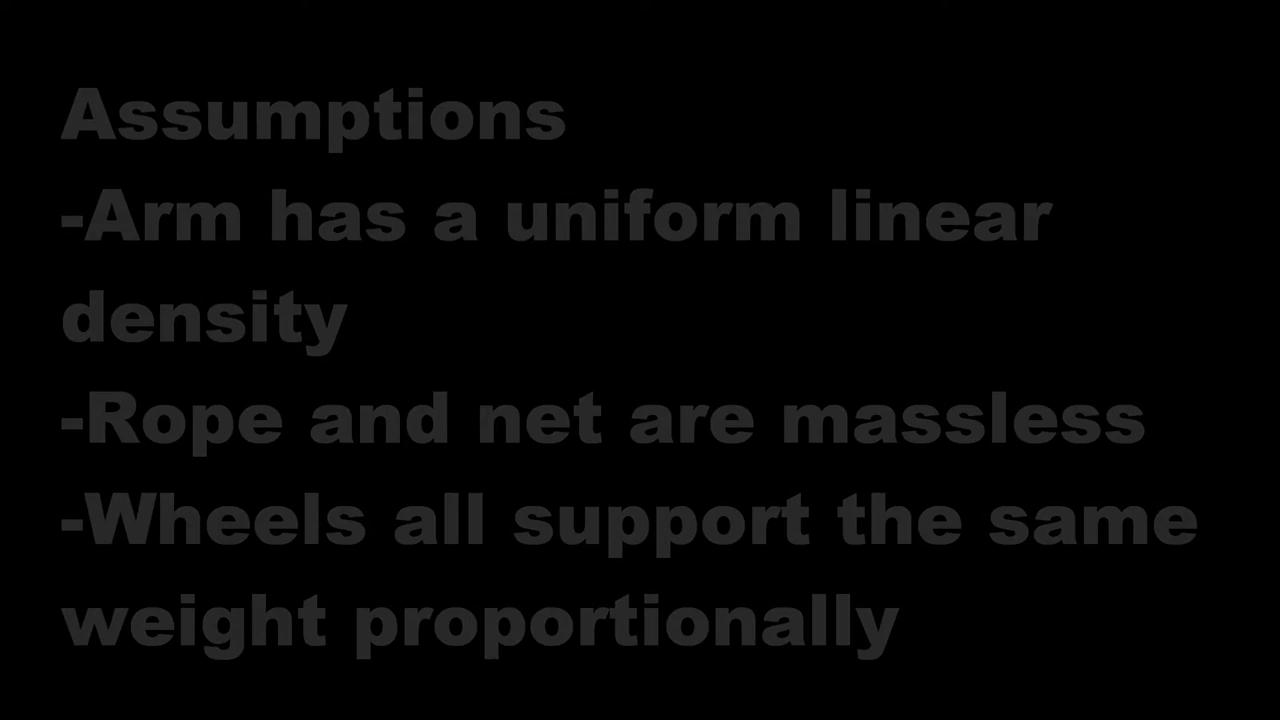 Assumptions
-Arm has a uniform linear
density
-Rope and net are massless
-Wheels all support the same
weight proportionally